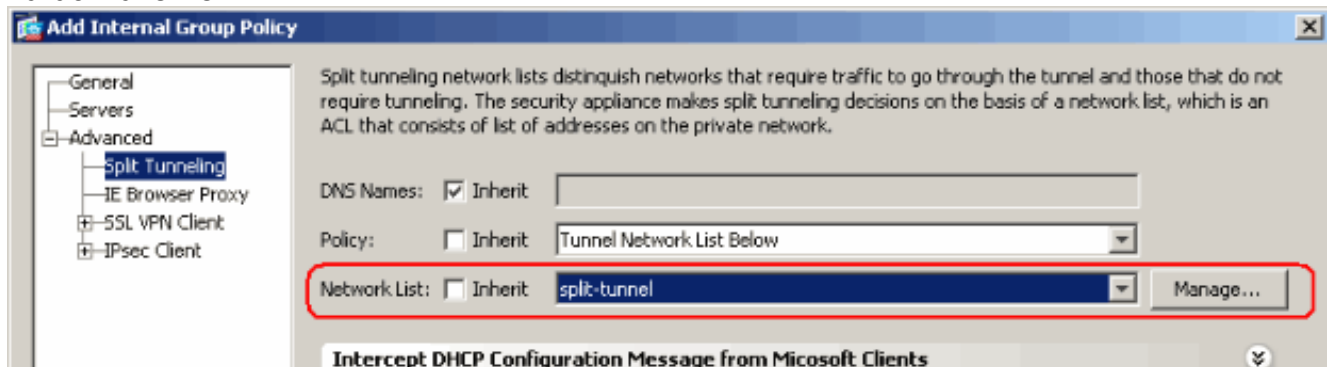 Add Internal Group Policy
General
Servers
Advanced
Split Tunneling
IE Browser Proxy
SSL VPN Client
IPsec Client
Split tunneling network lists distinquish networks that require traffic to go through the tunnel and those that do not
require tunneling. The security appliance makes split tunneling decisions on the basis of a network list, which is an
ACL that consists of list of addresses on the private network.
DNS Names: Inherit
Policy: Inherit Tunnel Network List Below
Network List: Inherit split-tunnel Manage...
Intercept DHCP Configuration Message from Micosoft Clients